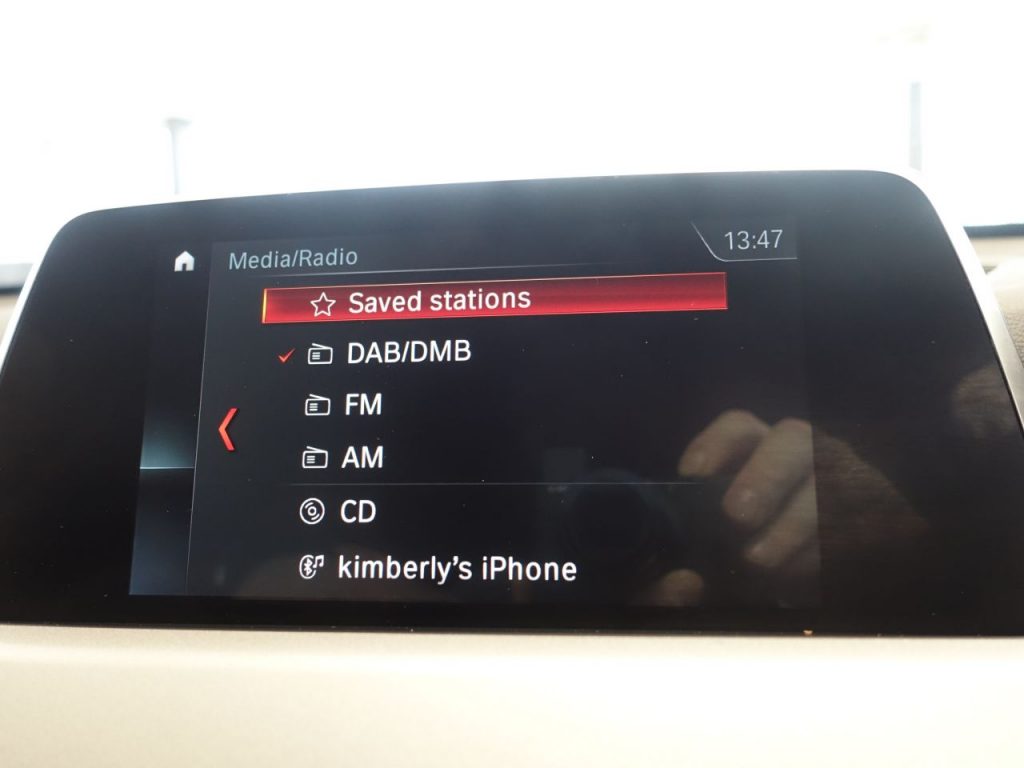 Media/Radio
13:47
Saved stations
DAB/DMB
FM
AM
CD
kimberly's iPhone